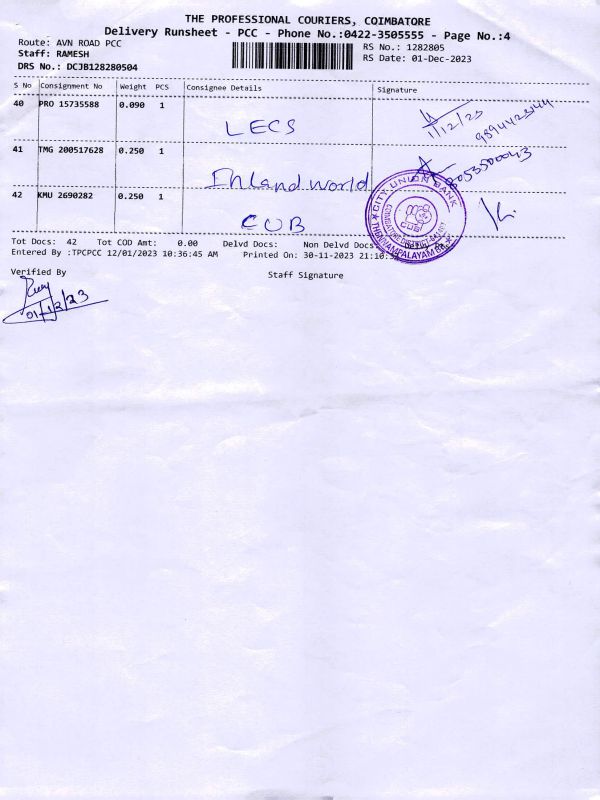 THE PROFESSIONAL COURIERS, COIMBATORE
Delivery Runsheet - PCC - Phone No.:0422-3505555 - Page No.:4
Route: AVN ROAD PCC
RS No.: 1282805
Staff: RAMESH
RS Date: 01-Dec-2023
DRS No.: DCJB128280504
S No Consignment No Weight PCS Consignee Details Signature
40 PRO 15735588 0.090 1 LECS 1/12/23 9894423144
41 TMG 200517628 0.250 1 Inland world
CITY UNION BANK
42 KMU 2690282 0.250 1 CUB
Tot Docs: 42 Tot COD Amt: 0.00 Delvd Docs: Non Delvd Docs:
Entered By :TPCPCC 12/01/2023 10:36:45 AM Printed On: 30-11-2023 21:10:
Verified By Staff Signature
01/12/23